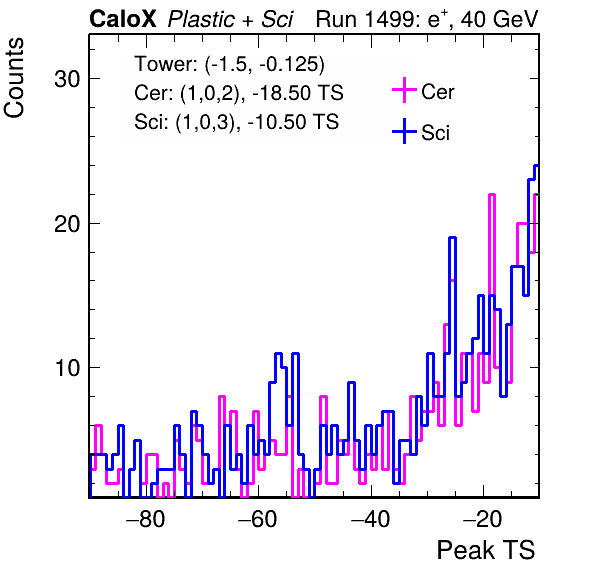 CaloX Plastic + Sci Run 1499: e⁺, 40 GeV
Counts
Tower: (-1.5, -0.125)
Cer: (1,0,2), -18.50 TS
Sci: (1,0,3), -10.50 TS
Cer
Sci
30
20
10
−80 −60 −40 −20
Peak TS